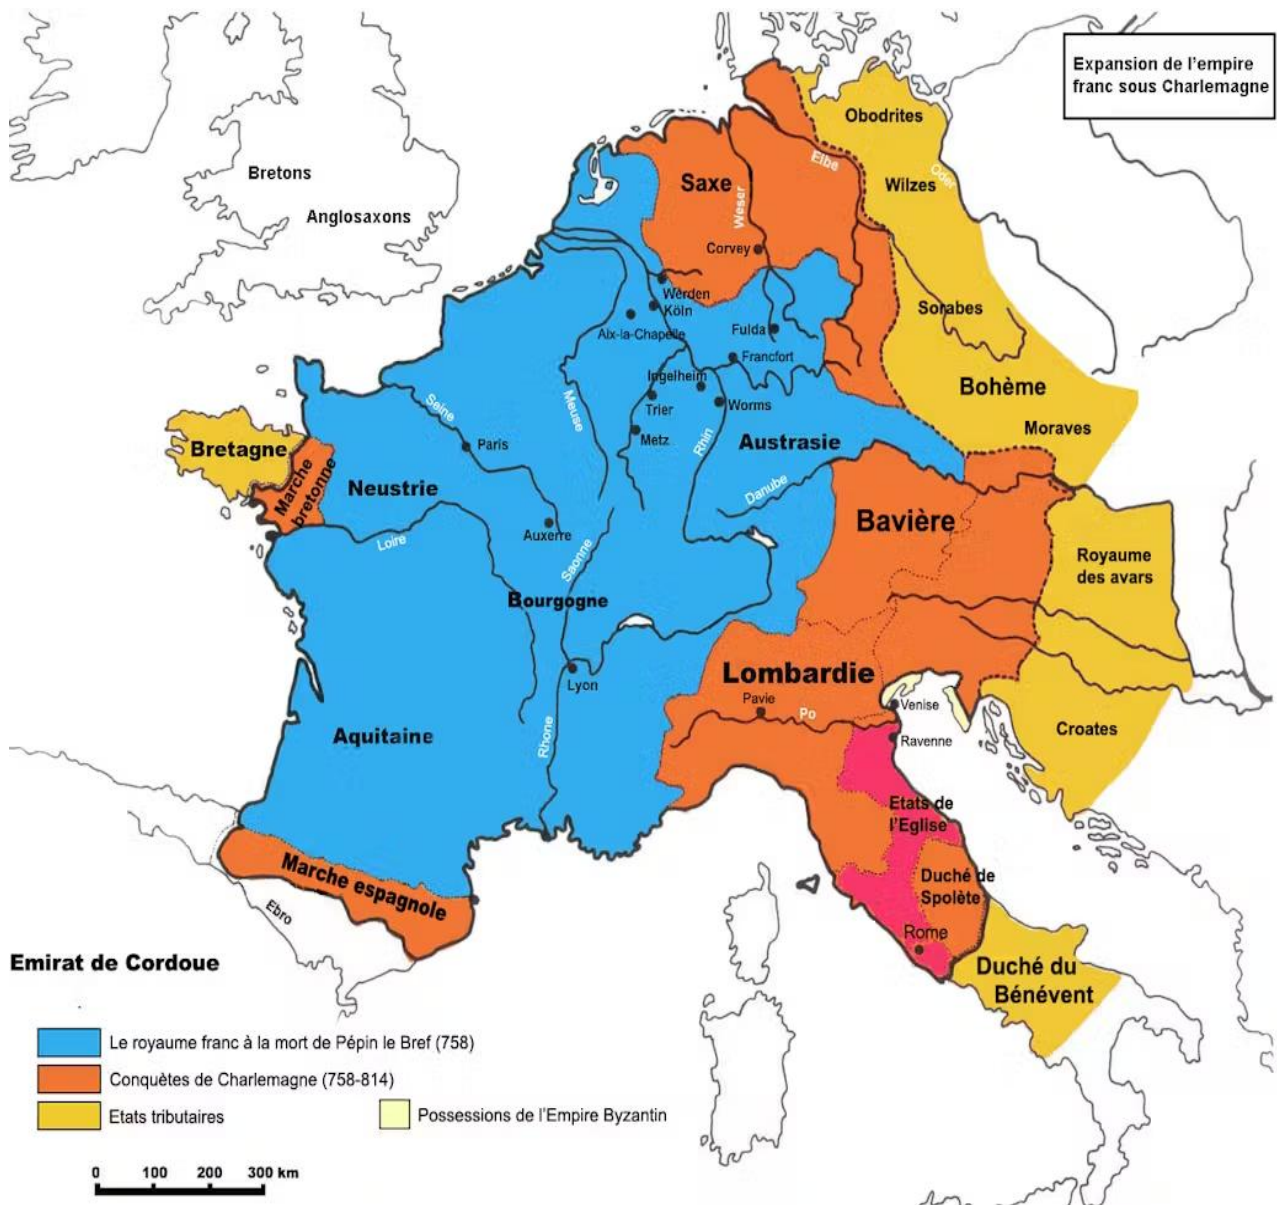 Expansion de l'empire
franc sous Charlemagne
Obodrites
Elbe
Bretons
Saxe
Wilzes
Oder
Weser
Anglosaxons
Corvey
Werden
Köln
Sorabes
Aix-la-Chapelle
Fulda
Francfort
Ingelheim
Bohème
Seine
Meuse
Trier
Worms
Moraves
Bretagne
Paris
Metz
Rhin
Austrasie
Marche
bretonne
Neustrie
Danube
Bavière
Loire
Auxerre
Saonne
Royaume
des avars
Bourgogne
Lombardie
Lyon
Pavie
Po
Venise
Aquitaine
Rhone
Ravenne
Croates
Etats de
l'Eglise
Marche espagnole
Duché de
Spolète
Ebro
Rome
Emirat de Cordoue
Duché du
Bénévent
Le royaume franc à la mort de Pépin le Bref (758)
Conquètes de Charlemagne (758-814)
Etats tributaires
Possessions de l'Empire Byzantin
0 100 200 300 km